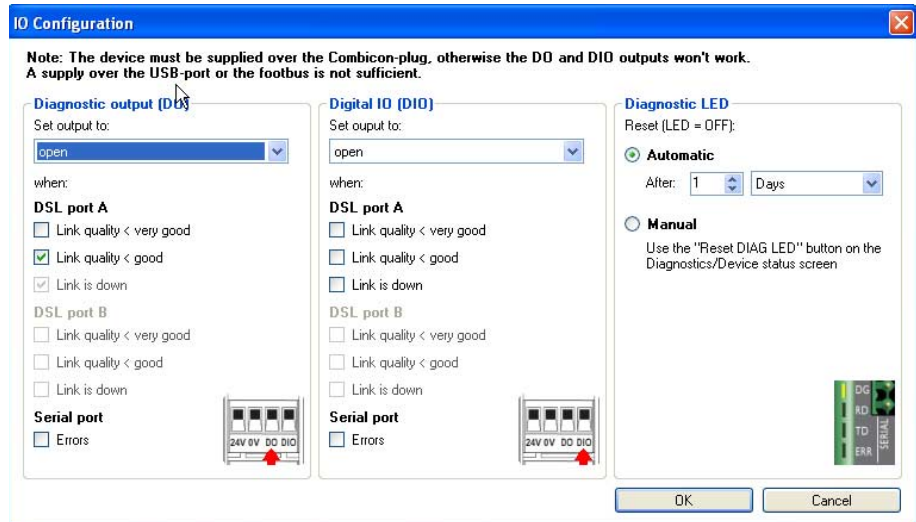 IO Configuration
Note: The device must be supplied over the Combicon-plug, otherwise the DO and DIO outputs won't work.
A supply over the USB-port or the footbus is not sufficient.
Diagnostic output (DO)
Set output to:
open
when:
DSL port A
Link quality < very good
Link quality < good
Link is down
DSL port B
Link quality < very good
Link quality < good
Link is down
Serial port
Errors
24V 0V DO DIO
Digital IO (DIO)
Set ouput to:
open
when:
DSL port A
Link quality < very good
Link quality < good
Link is down
DSL port B
Link quality < very good
Link quality < good
Link is down
Serial port
Errors
24V 0V DO DIO
Diagnostic LED
Reset (LED = OFF):
Automatic
After: 1 Days
Manual
Use the "Reset DIAG LED" button on the
Diagnostics/Device status screen
DG
RD
TD
ERR
SERIAL
OK Cancel